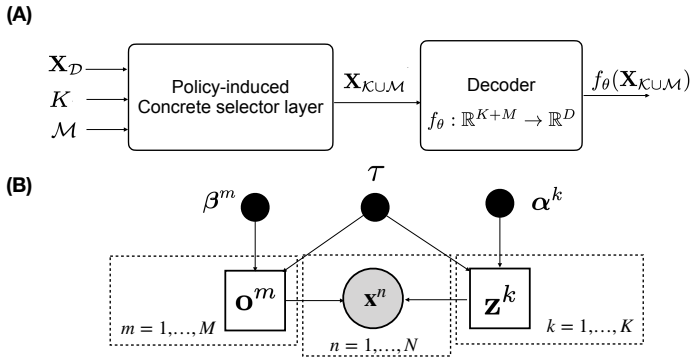 (A)
X_𝒟
K
ℳ
Policy-induced
Concrete selector layer
X_{𝒦∪ℳ}
Decoder
f_θ : ℝ^{K+M} → ℝ^D
f_θ(X_{𝒦∪ℳ})
(B)
β^m
τ
α^k
o^m
x^n
z^k
m = 1,…, M
n = 1,…, N
k = 1,…, K